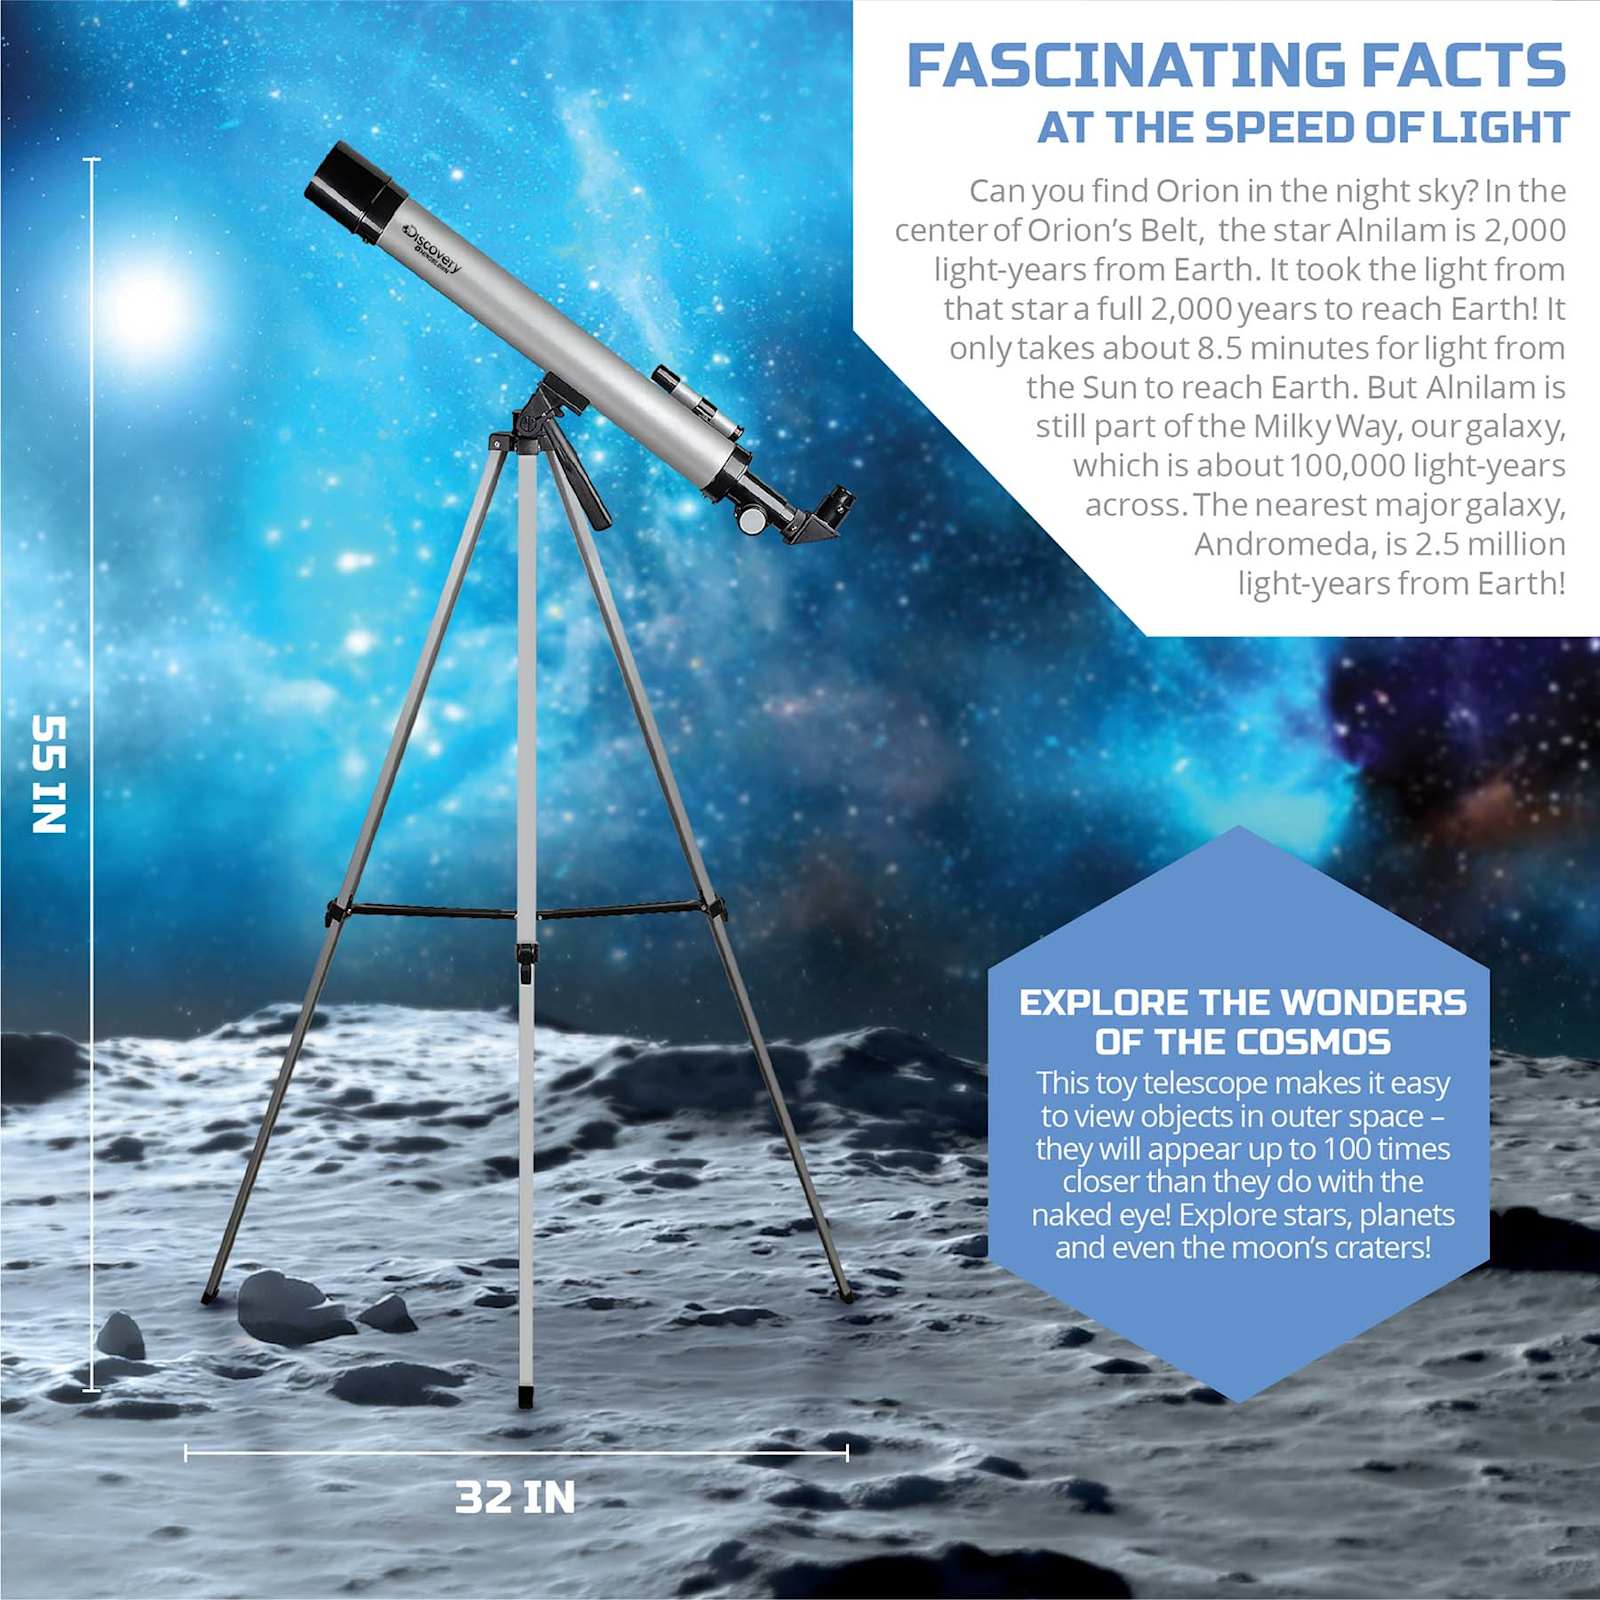 FASCINATING FACTS
AT THE SPEED OF LIGHT
Can you find Orion in the night sky? In the
center of Orion's Belt, the star Alnilam is 2,000
light-years from Earth. It took the light from
that star a full 2,000 years to reach Earth! It
only takes about 8.5 minutes for light from
the Sun to reach Earth. But Alnilam is
still part of the Milky Way, our galaxy,
which is about 100,000 light-years
across. The nearest major galaxy,
Andromeda, is 2.5 million
light-years from Earth!
Discovery
#MINDBLOWN
55 IN
EXPLORE THE WONDERS
OF THE COSMOS
This toy telescope makes it easy
to view objects in outer space –
they will appear up to 100 times
closer than they do with the
naked eye! Explore stars, planets
and even the moon's craters!
32 IN